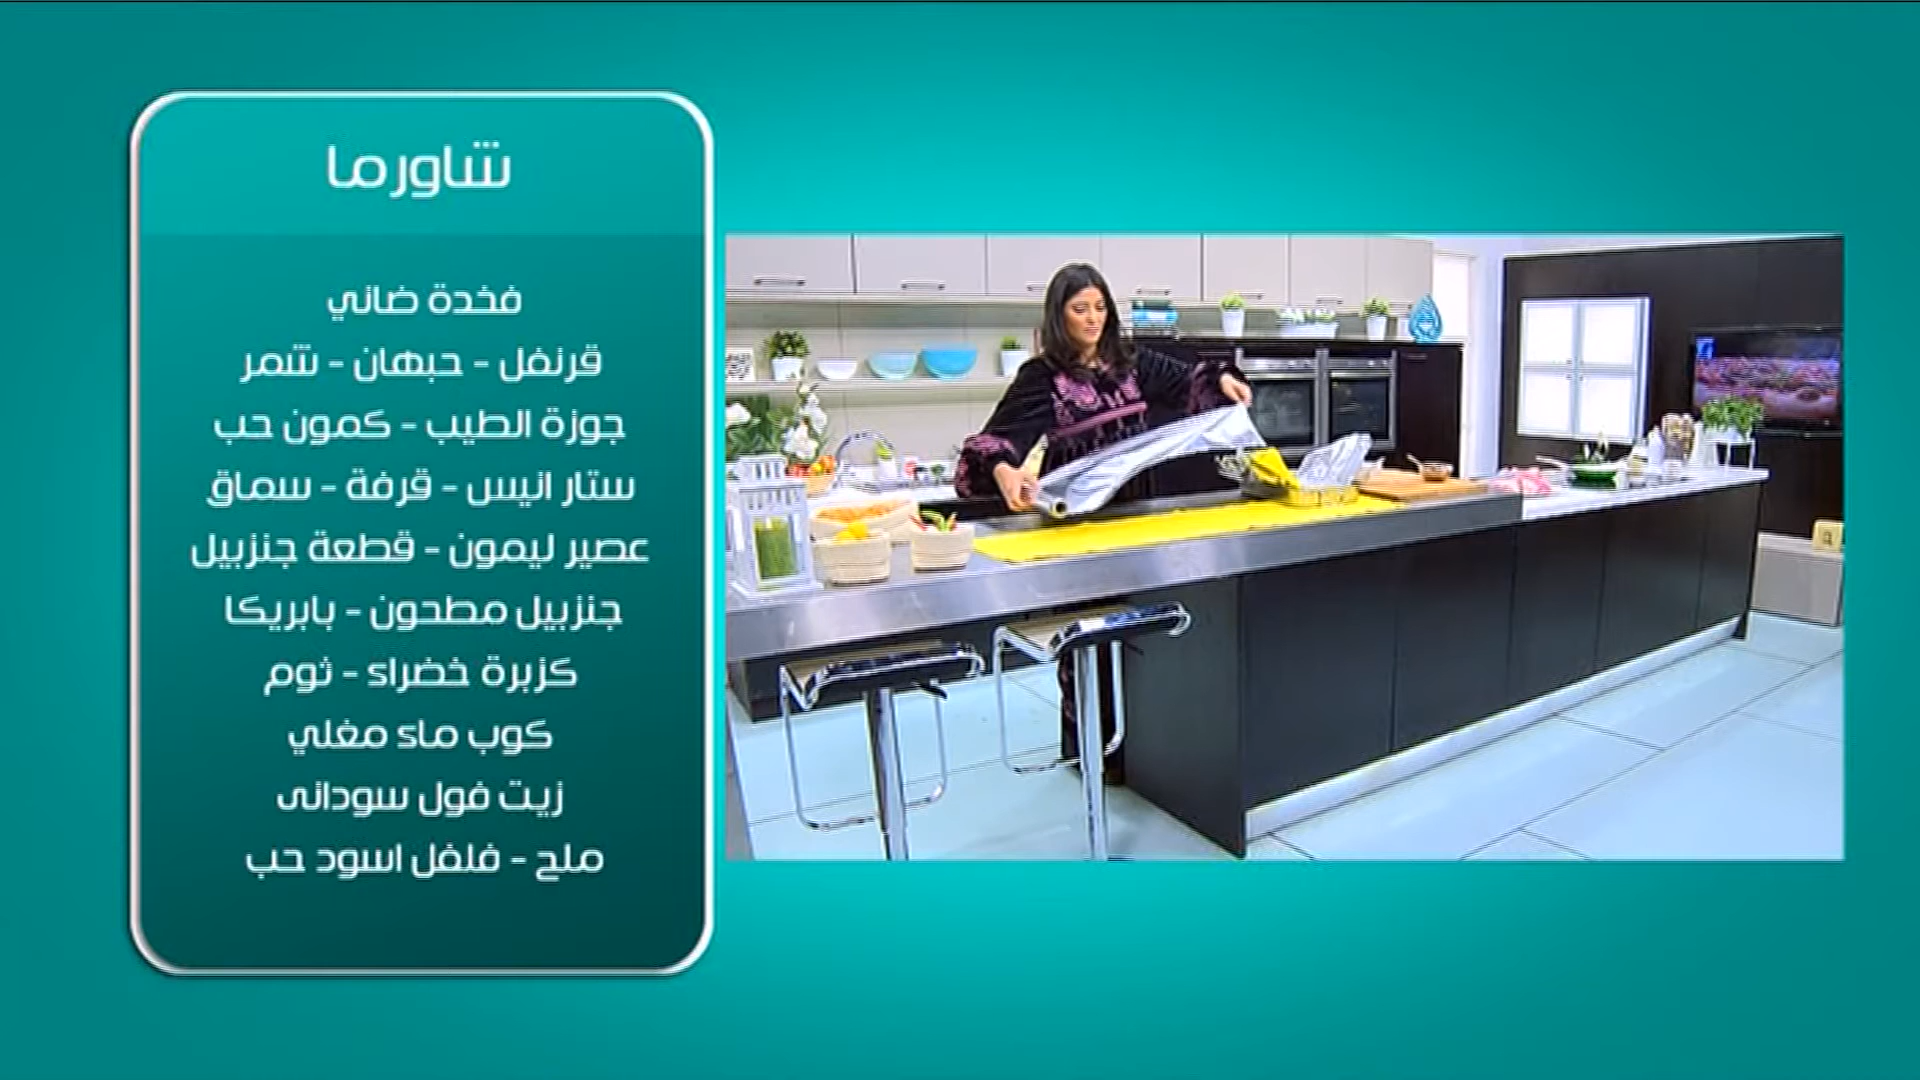 شاورما
فخدة ضاني
قرنفل - حبهان - شمر
جوزة الطيب - كمون حب
ستار انيس - قرفة - سماق
عصير ليمون - قطعة جنزبيل
جنزبيل مطحون - بابريكا
كزبرة خضراء - ثوم
كوب ماء مغلي
زيت فول سودانى
ملح - فلفل اسود حب